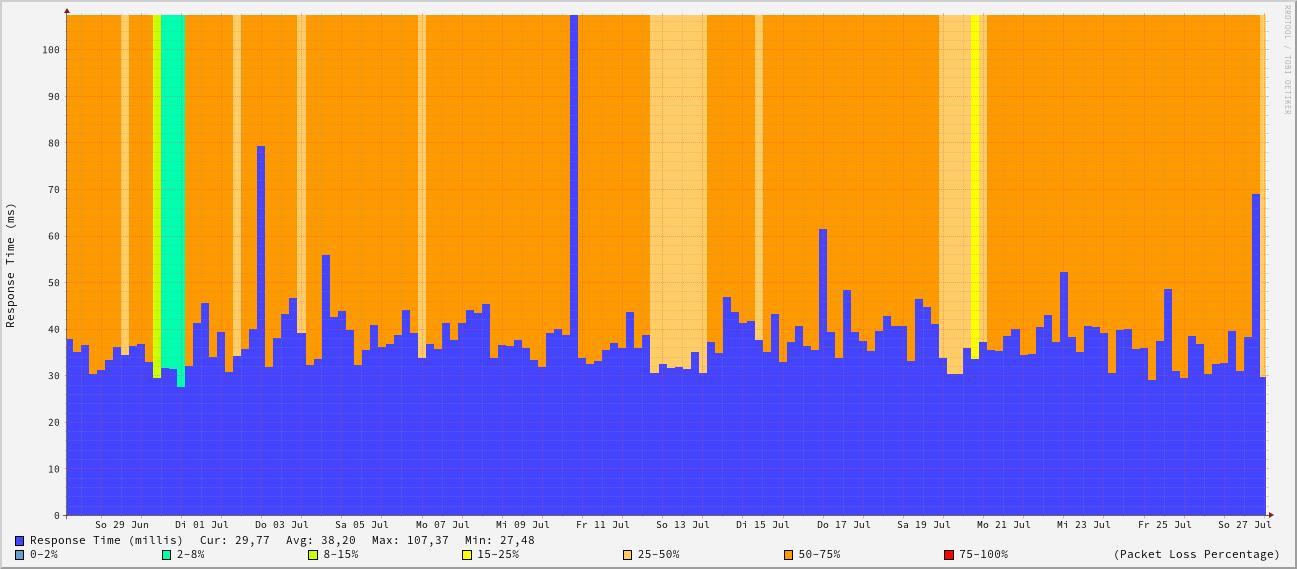 RRDTOOL / TOBI OETIKER
Response Time (ms)
100
90
80
70
60
50
40
30
20
10
0
So 29 Jun Di 01 Jul Do 03 Jul Sa 05 Jul Mo 07 Jul Mi 09 Jul Fr 11 Jul So 13 Jul Di 15 Jul Do 17 Jul Sa 19 Jul Mo 21 Jul Mi 23 Jul Fr 25 Jul So 27 Jul
Response Time (millis) Cur: 29,77 Avg: 38,20 Max: 107,37 Min: 27,48
0-2% 2-8% 8-15% 15-25% 25-50% 50-75% 75-100% (Packet Loss Percentage)